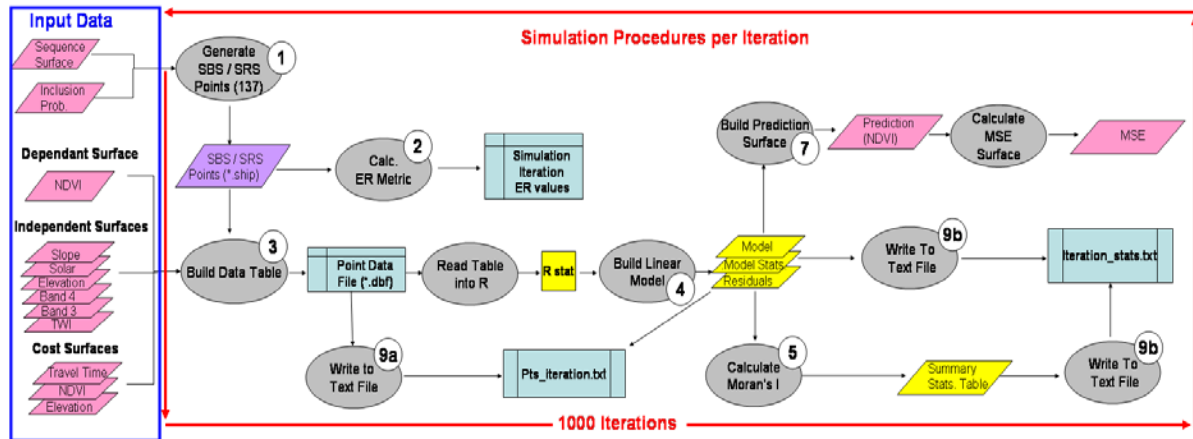 Input Data
Sequence
Surface
Inclusion
Prob.
Dependant Surface
NDVI
Independent Surfaces
Slope
Solar
Elevation
Band 4
Band 3
TWI
Cost Surfaces
Travel Time
NDVI
Elevation
Simulation Procedures per Iteration
Generate
SBS / SRS
Points (137)
1
SBS / SRS
Points (*.ship)
Calc.
ER Metric
2
Simulation
Iteration
ER values
Build Data Table
3
Point Data
File (*.dbf)
Read Table
into R
R stat
Build Linear
Model
4
Model
Model Stats
Residuals
Build Prediction
Surface
7
Prediction
(NDVI)
Calculate
MSE
Surface
MSE
Write To
Text File
9b
Iteration_stats.txt
Write to
Text File
9a
Pts_iteration.txt
Calculate
Moran's I
5
Summary
Stats. Table
Write To
Text File
9b
1000 Iterations